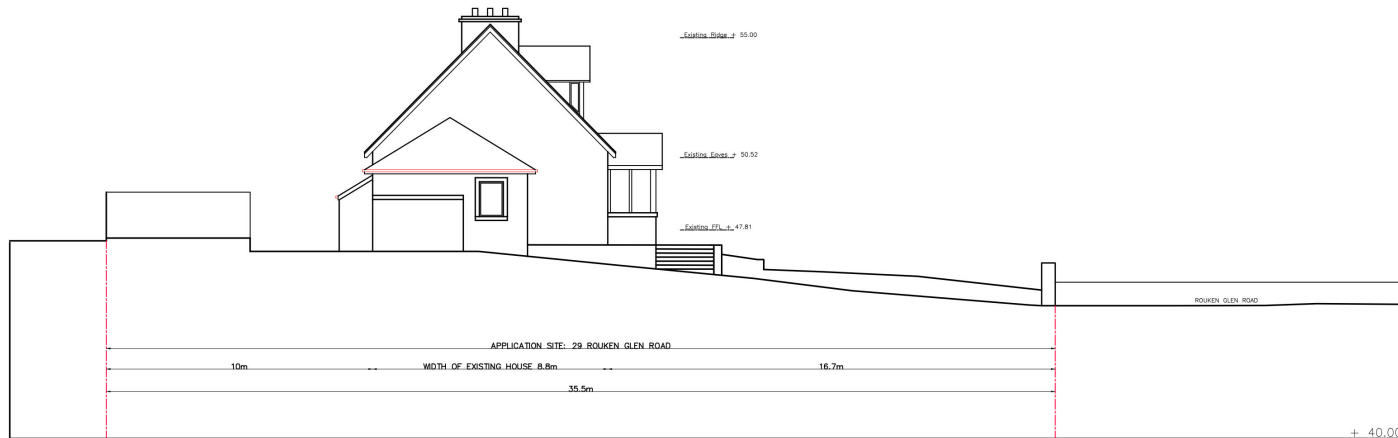 Existing Ridge + 55.00
Existing Eaves + 50.52
Existing FFL + 47.81
ROUKEN GLEN ROAD
APPLICATION SITE: 29 ROUKEN GLEN ROAD
10m WIDTH OF EXISTING HOUSE 8.8m 16.7m
35.5m
+ 40.00